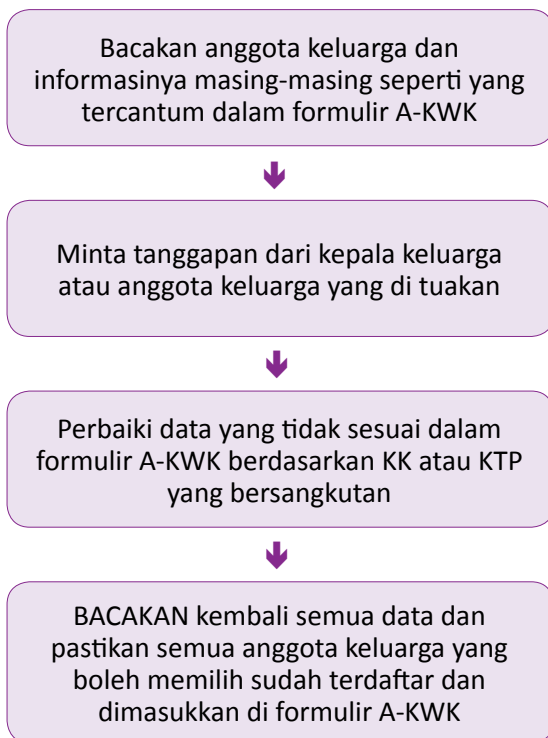 Bacakan anggota keluarga dan
informasinya masing-masing seperti yang
tercantum dalam formulir A-KWK
Minta tanggapan dari kepala keluarga
atau anggota keluarga yang di tuakan
Perbaiki data yang tidak sesuai dalam
formulir A-KWK berdasarkan KK atau KTP
yang bersangkutan
BACAKAN kembali semua data dan
pastikan semua anggota keluarga yang
boleh memilih sudah terdaftar dan
dimasukkan di formulir A-KWK